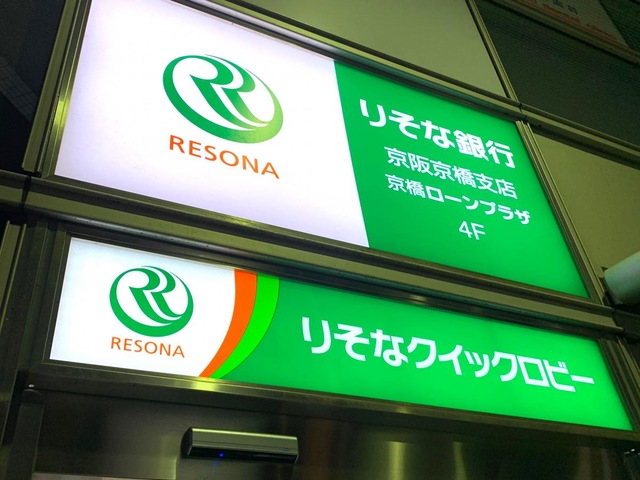 RESONA
りそな銀行
京阪京橋支店
京橋ローンプラザ
4F
RESONA
りそなクイックロビー